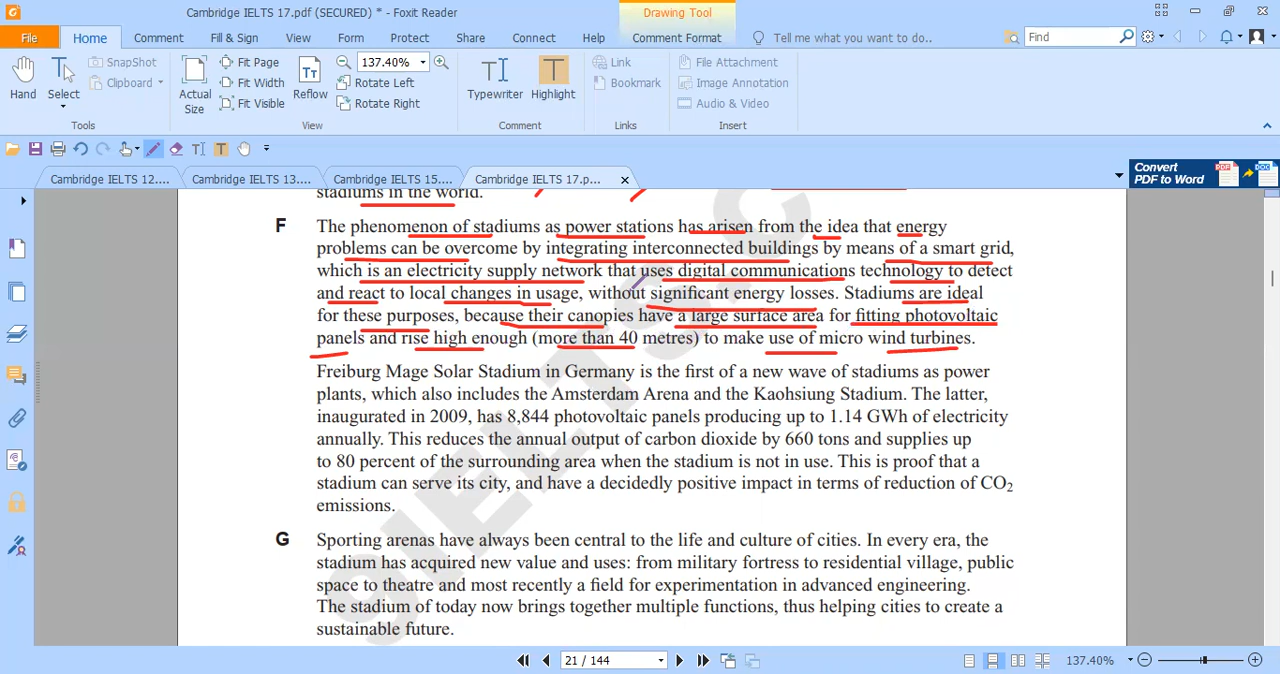 Cambridge IELTS 17.pdf (SECURED) * - Foxit Reader
Drawing Tool
File
Home
Comment
Fill & Sign
View
Form
Protect
Share
Connect
Help
Comment Format
Tell me what you want to do..
Find
Hand
Select
SnapShot
Clipboard
Actual Size
Fit Page
Fit Width
Fit Visible
Reflow
137.40%
Rotate Left
Rotate Right
Typewriter
Highlight
Link
Bookmark
File Attachment
Image Annotation
Audio & Video
Tools
View
Comment
Links
Insert
Cambridge IELTS 12....
Cambridge IELTS 13....
Cambridge IELTS 15....
Cambridge IELTS 17.p...
Convert
PDF to Word
PDF
DOC
stadiums in the world.
F The phenomenon of stadiums as power stations has arisen from the idea that energy
problems can be overcome by integrating interconnected buildings by means of a smart grid,
which is an electricity supply network that uses digital communications technology to detect
and react to local changes in usage, without significant energy losses. Stadiums are ideal
for these purposes, because their canopies have a large surface area for fitting photovoltaic
panels and rise high enough (more than 40 metres) to make use of micro wind turbines.
Freiburg Mage Solar Stadium in Germany is the first of a new wave of stadiums as power
plants, which also includes the Amsterdam Arena and the Kaohsiung Stadium. The latter,
inaugurated in 2009, has 8,844 photovoltaic panels producing up to 1.14 GWh of electricity
annually. This reduces the annual output of carbon dioxide by 660 tons and supplies up
to 80 percent of the surrounding area when the stadium is not in use. This is proof that a
stadium can serve its city, and have a decidedly positive impact in terms of reduction of CO2
emissions.
G Sporting arenas have always been central to the life and culture of cities. In every era, the
stadium has acquired new value and uses: from military fortress to residential village, public
space to theatre and most recently a field for experimentation in advanced engineering.
The stadium of today now brings together multiple functions, thus helping cities to create a
sustainable future.
9IELTS.c
21 / 144
137.40%